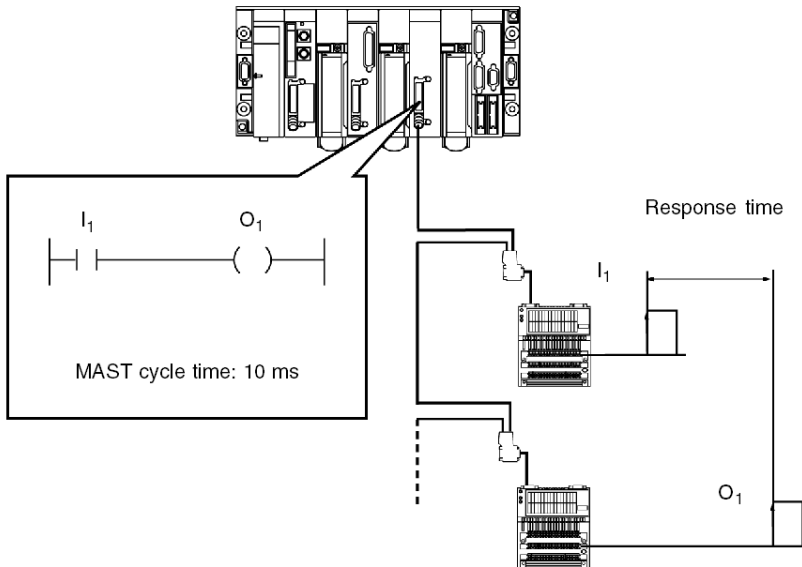 I₁ O₁
MAST cycle time: 10 ms
Response time
I₁
O₁